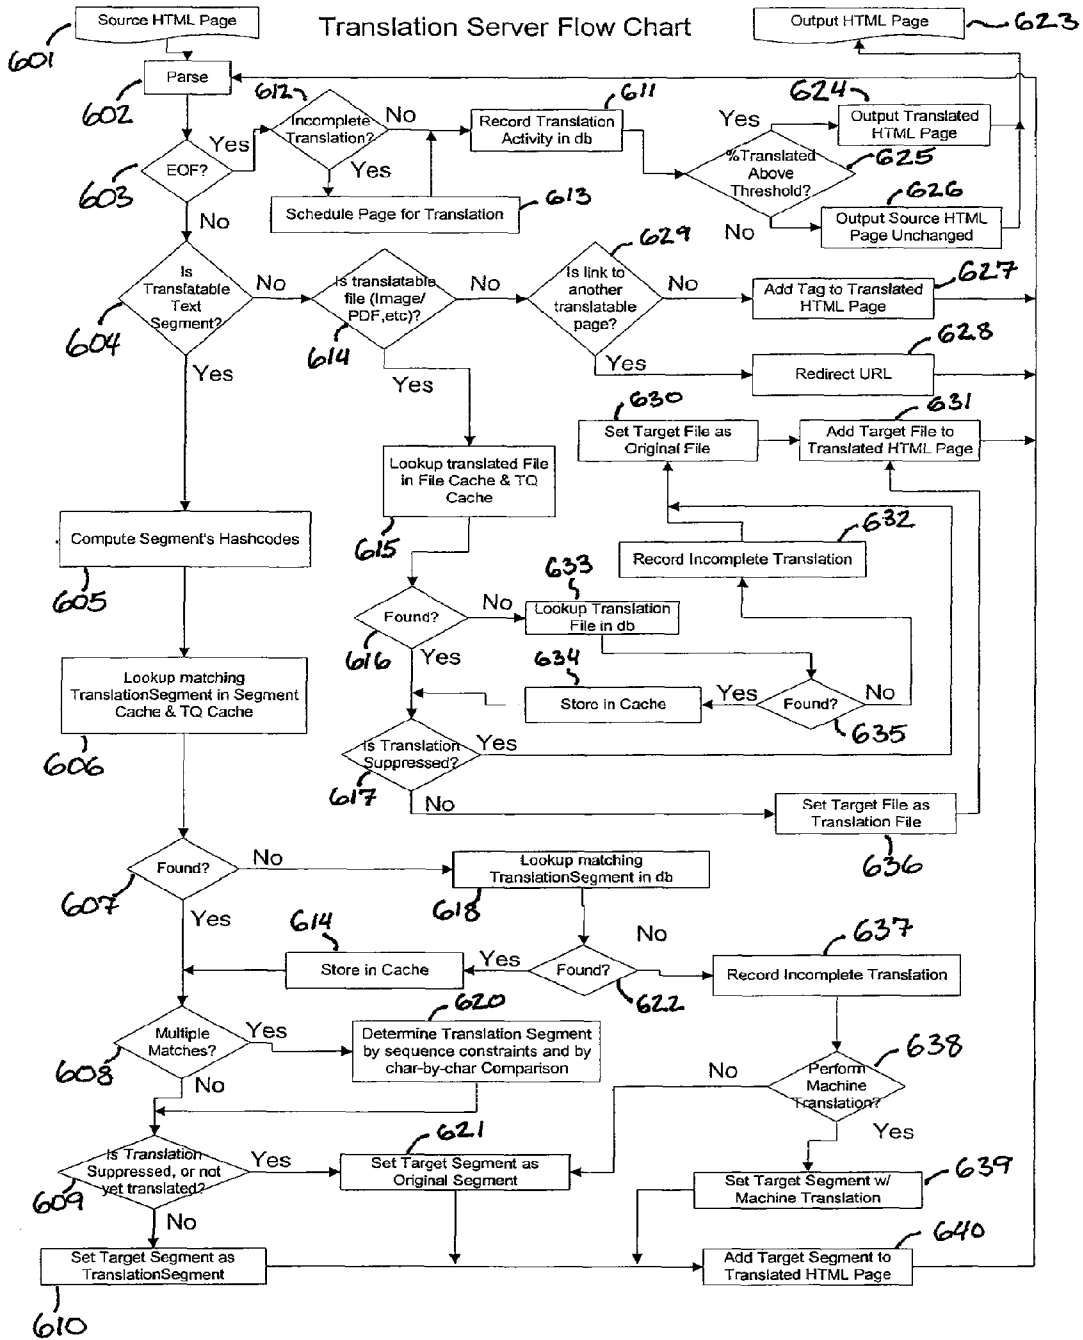 Translation Server Flow Chart
Source HTML Page
601
Output HTML Page
623
Parse
602
612
Incomplete
Translation?
No
Yes
611
Record Translation
Activity in db
624
Output Translated
HTML Page
Yes
%Translated
Above
Threshold?
625
No
626
Output Source HTML
Page Unchanged
EOF?
603
Yes
No
Schedule Page for Translation
613
Is
Translatable
Text
Segment?
604
No
Yes
Is translatable
file (Image/
PDF,etc)?
614
No
Yes
629
Is link to
another
translatable
page?
No
Yes
627
Add Tag to Translated
HTML Page
628
Redirect URL
630
Set Target File as
Original File
631
Add Target File to
Translated HTML Page
Lookup translated File
in File Cache & TQ
Cache
615
Compute Segment's Hashcodes
605
632
Record Incomplete Translation
633
Lookup Translation
File in db
Found?
616
No
Yes
634
Store in Cache
Yes
Found?
No
635
Lookup matching
TranslationSegment in Segment
Cache & TQ Cache
606
Is Translation
Suppressed?
617
Yes
No
Set Target File as
Translation File
636
Found?
607
No
Yes
Lookup matching
TranslationSegment in db
618
614
Store in Cache
Yes
Found?
622
No
637
Record Incomplete Translation
Multiple
Matches?
608
Yes
No
620
Determine Translation Segment
by sequence constraints and by
char-by-char Comparison
638
Perform
Machine
Translation?
No
Yes
Is Translation
Suppressed, or not
yet translated?
609
Yes
No
621
Set Target Segment as
Original Segment
639
Set Target Segment w/
Machine Translation
Set Target Segment as
TranslationSegment
610
640
Add Target Segment to
Translated HTML Page